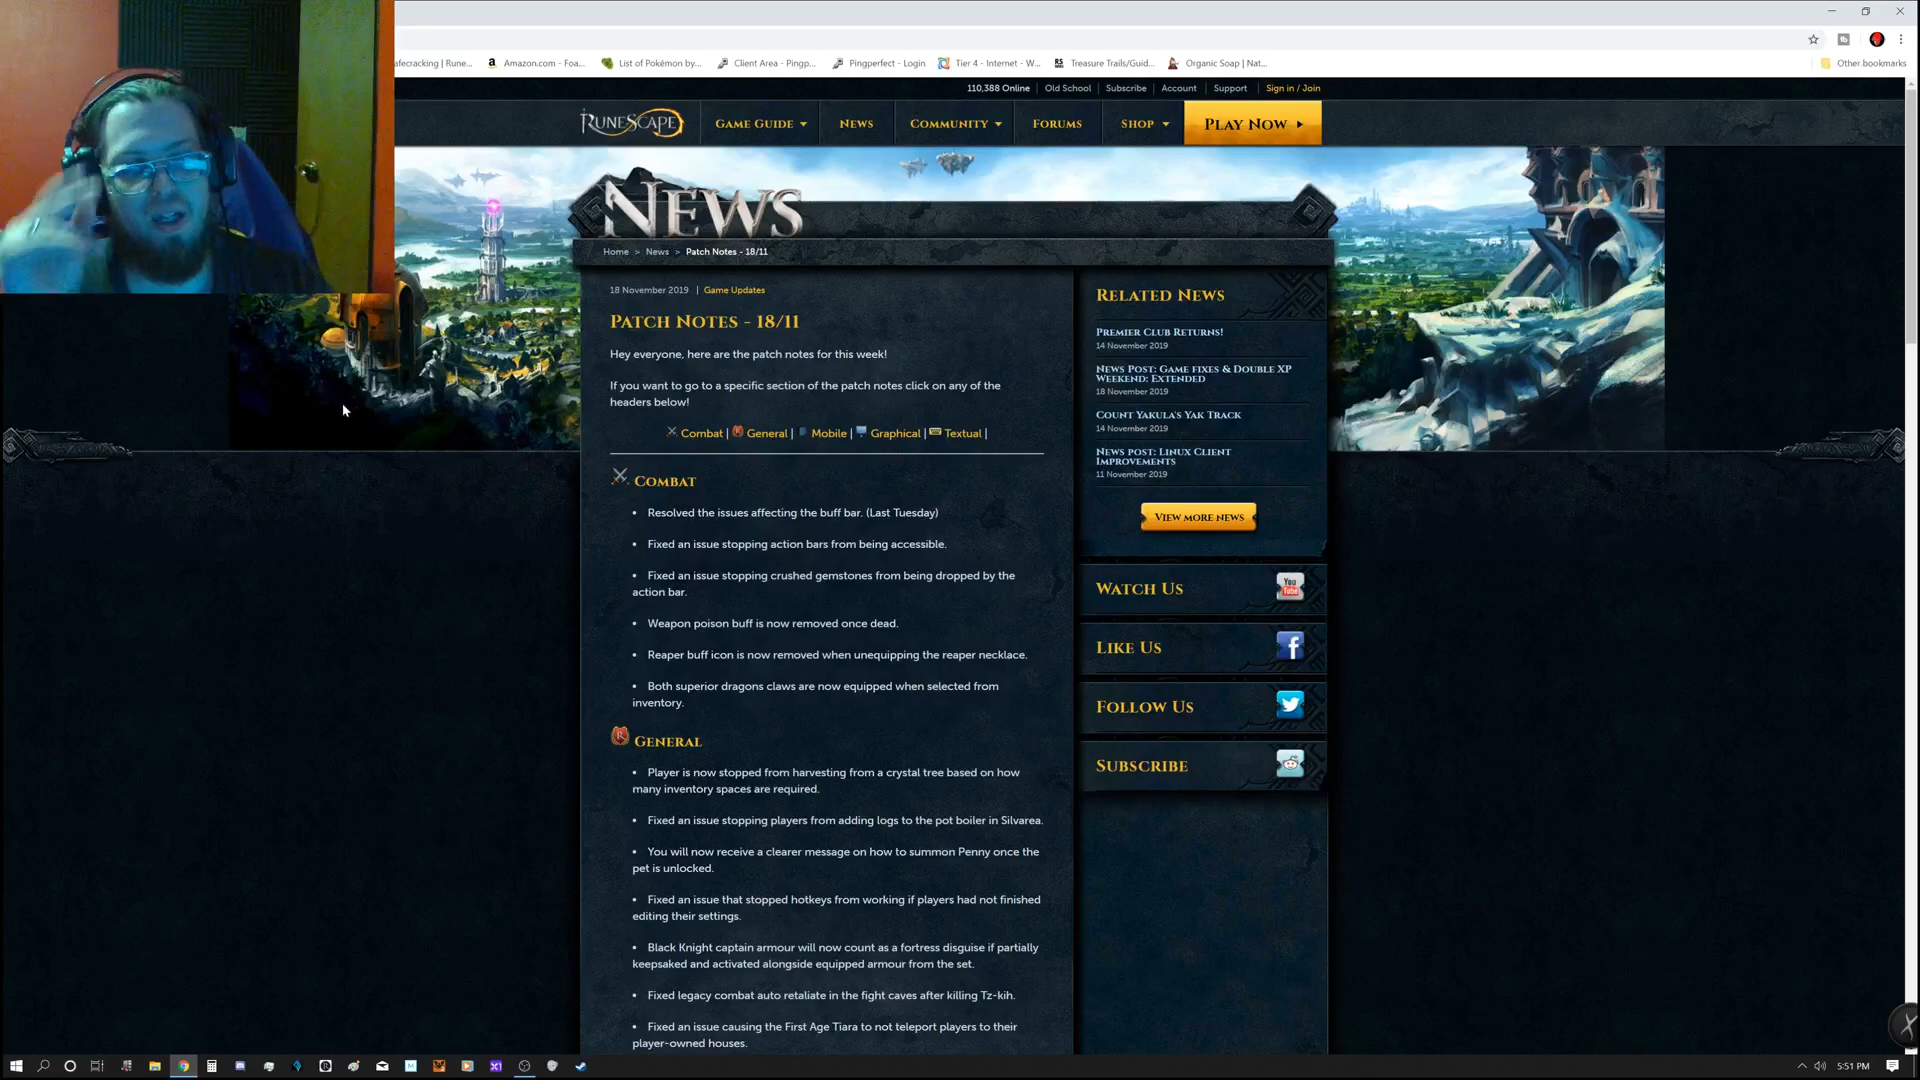 afecracking | Rune...
Amazon.com - Foa...
List of Pokémon by...
Client Area - Pingp...
Pingperfect - Login
Tier 4 - Internet - W...
Treasure Trails/Guid...
Organic Soap | Nat...
Other bookmarks
110,388 Online | Old School | Subscribe | Account | Support | Sign in / Join
RuneScape
Game Guide
News
Community
Forums
Shop
Play Now
News
Home > News > Patch Notes - 18/11
18 November 2019 | Game Updates
Patch Notes - 18/11
Hey everyone, here are the patch notes for this week!
If you want to go to a specific section of the patch notes click on any of the
headers below!
Combat | General | Mobile | Graphical | Textual |
Combat
• Resolved the issues affecting the buff bar. (Last Tuesday)
• Fixed an issue stopping action bars from being accessible.
• Fixed an issue stopping crushed gemstones from being dropped by the
action bar.
• Weapon poison buff is now removed once dead.
• Reaper buff icon is now removed when unequipping the reaper necklace.
• Both superior dragons claws are now equipped when selected from
inventory.
General
• Player is now stopped from harvesting from a crystal tree based on how
many inventory spaces are required.
• Fixed an issue stopping players from adding logs to the pot boiler in Silvarea.
• You will now receive a clearer message on how to summon Penny once the
pet is unlocked.
• Fixed an issue that stopped hotkeys from working if players had not finished
editing their settings.
• Black Knight captain armour will now count as a fortress disguise if partially
keepsaked and activated alongside equipped armour from the set.
• Fixed legacy combat auto retaliate in the fight caves after killing Tz-kih.
• Fixed an issue causing the First Age Tiara to not teleport players to their
player-owned houses.
Related News
Premier Club Returns!
14 November 2019
News Post: Game fixes & Double XP
Weekend: Extended
18 November 2019
Count Yakula's Yak Track
14 November 2019
News post: Linux Client
Improvements
11 November 2019
View more news
Watch Us
You Tube
Like Us
Follow Us
Subscribe
5:51 PM